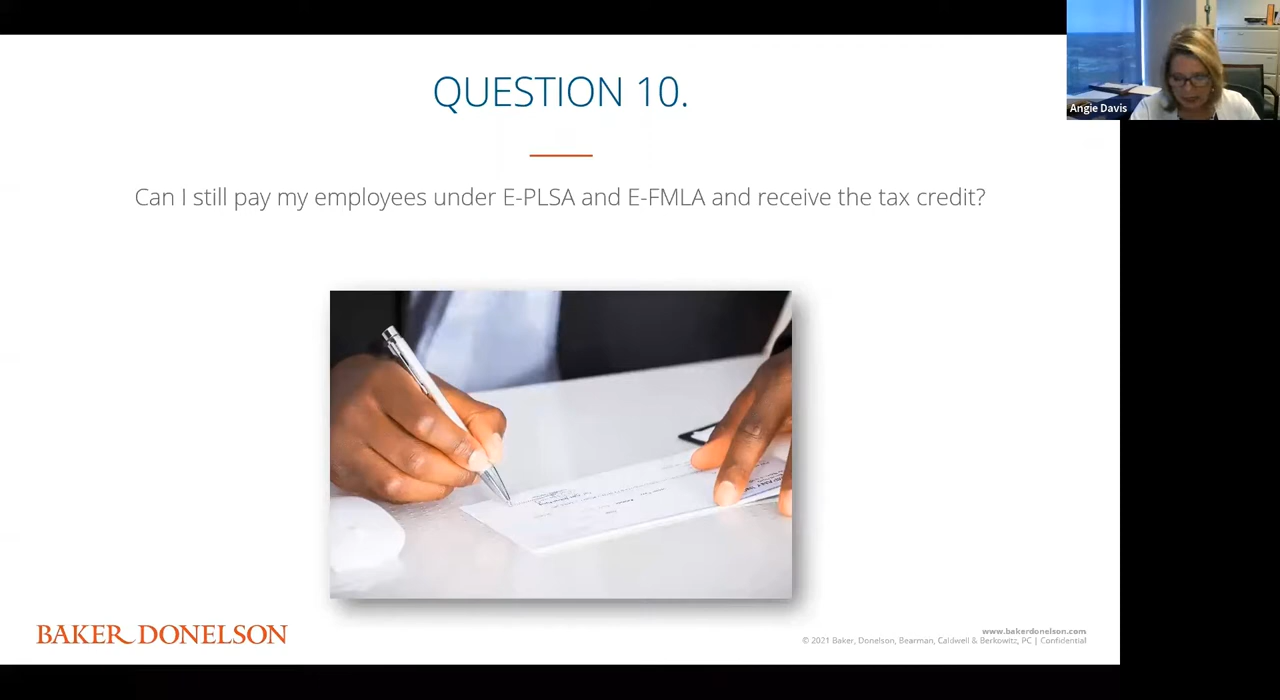 Angie Davis
QUESTION 10.
Can I still pay my employees under E-PLSA and E-FMLA and receive the tax credit?
BAKER DONELSON
www.bakerdonelson.com
© 2021 Baker, Donelson, Bearman, Caldwell & Berkowitz, PC | Confidential